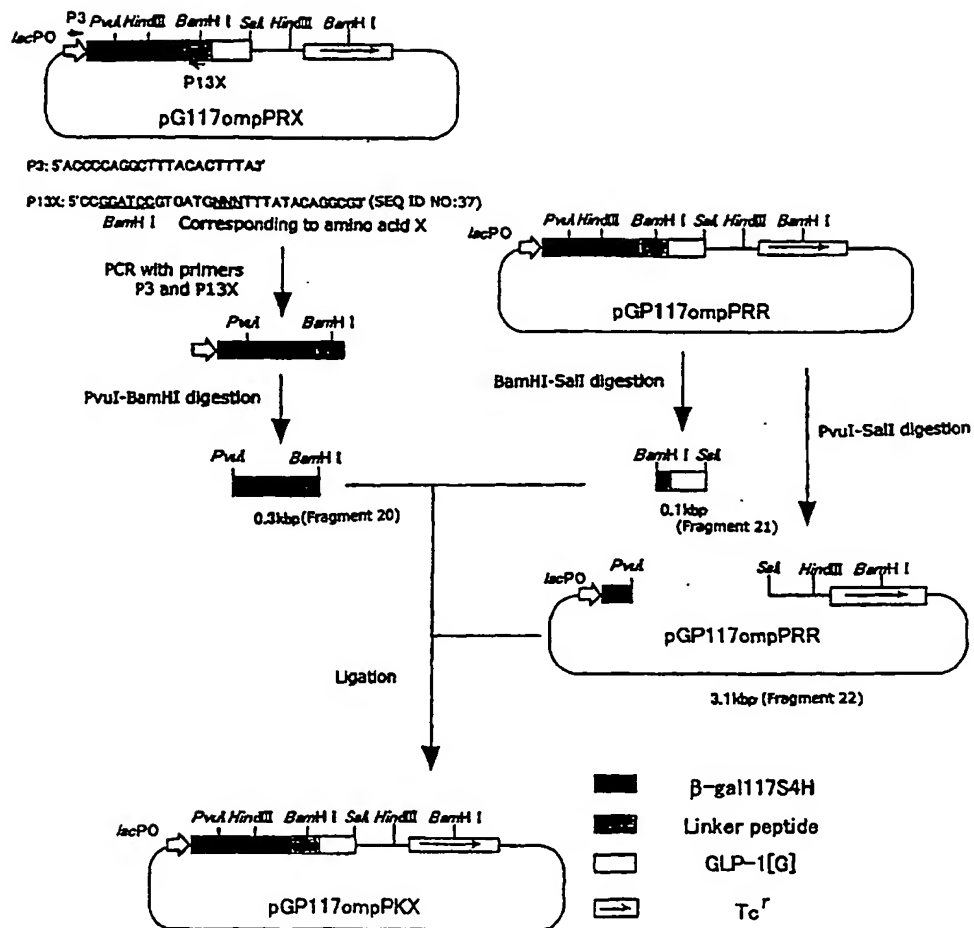 P3
lacPO
PvuI HindIII BamH I SalI HindIII BamH I
P13X
pG117ompPRX
P3: 5'ACCCCAGGCTTTACACTTTA3'
P13X: 5'CCGGATCCGTGATGNNNTTTATACAGGCGT (SEQ ID NO:37)
BamH I Corresponding to amino acid X
PCR with primers
P3 and P13X
PvuI BamH I
PvuI-BamHI digestion
PvuI BamH I
0.3kbp (Fragment 20)
lacPO
PvuI HindIII BamH I SalI HindIII BamH I
pGP117ompPRR
BamHI-SalI digestion
PvuI-SalI digestion
BamH I SalI
0.1kbp
(Fragment 21)
lacPO PvuI SalI HindIII BamH I
pGP117ompPRR
3.1kbp (Fragment 22)
Ligation
lacPO
PvuI HindIII BamH I SalI HindIII BamH I
pGP117ompPKX
β-gal117S4H
Linker peptide
GLP-1[G]
Tc^r